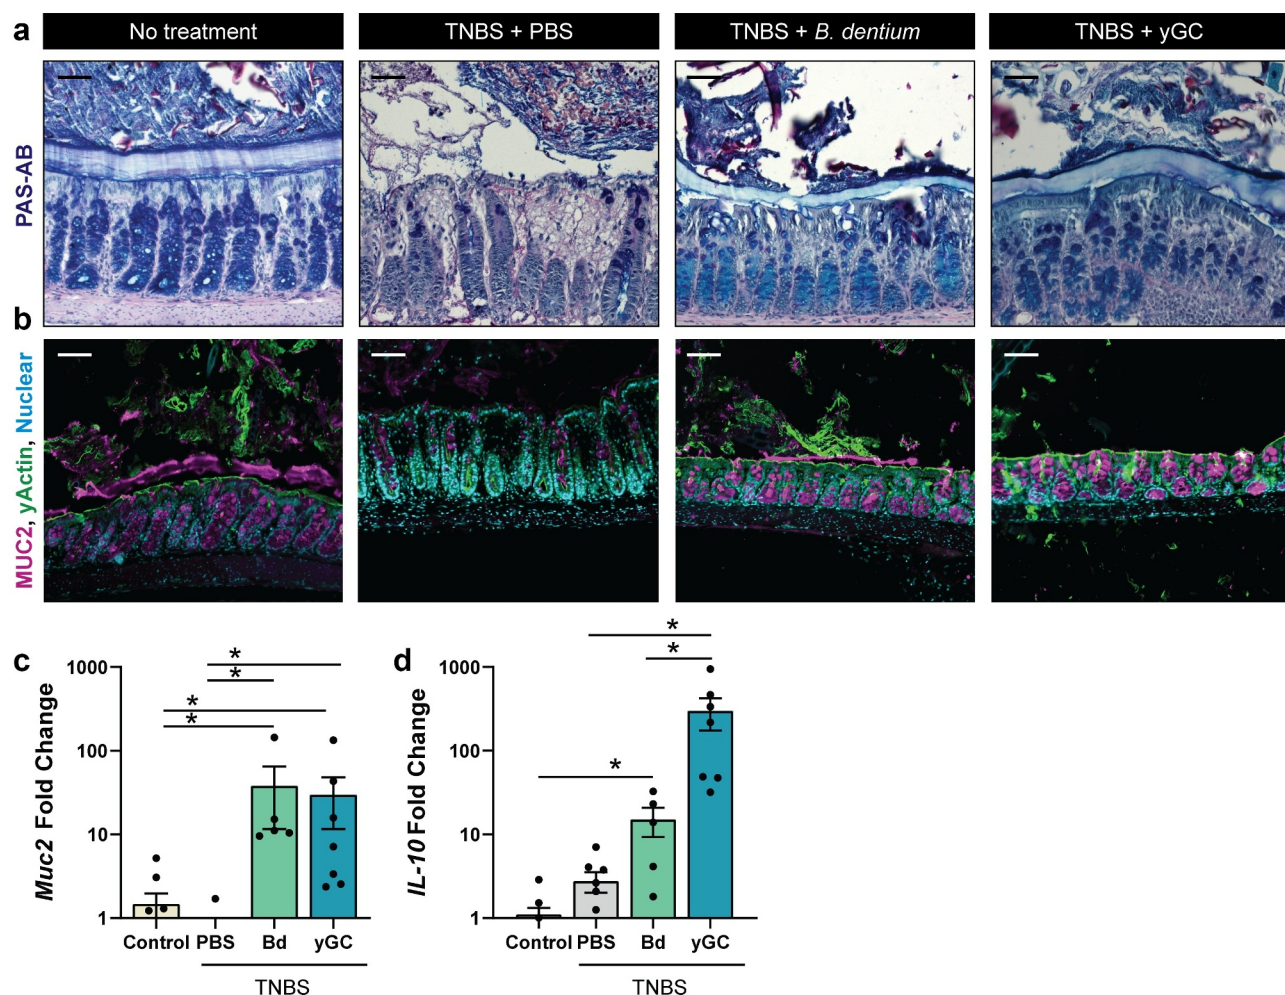 a
No treatment
TNBS + PBS
TNBS + B. dentium
TNBS + yGC
PAS-AB
b
MUC2, yActin, Nuclear
c
Muc2 Fold Change
1000
100
10
1
*
*
*
*
Control PBS Bd yGC
TNBS
d
IL-10 Fold Change
1000
100
10
1
*
*
*
Control PBS Bd yGC
TNBS